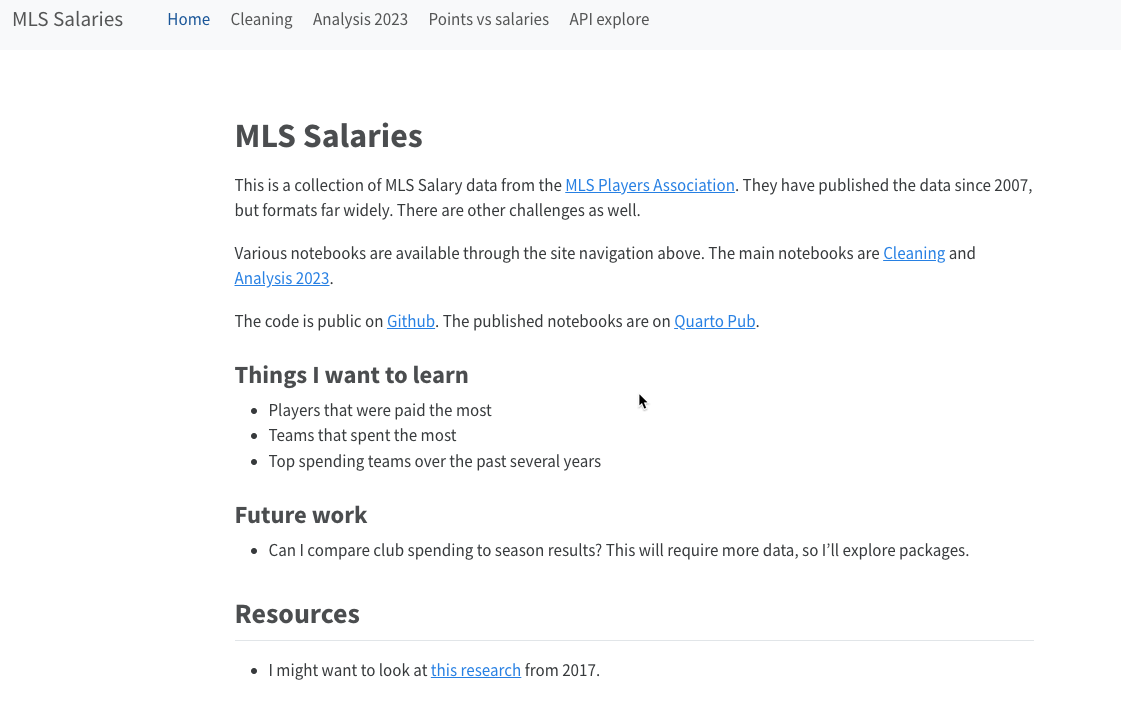 MLS Salaries Home Cleaning Analysis 2023 Points vs salaries API explore
MLS Salaries
This is a collection of MLS Salary data from the MLS Players Association. They have published the data since 2007,
but formats far widely. There are other challenges as well.
Various notebooks are available through the site navigation above. The main notebooks are Cleaning and
Analysis 2023.
The code is public on Github. The published notebooks are on Quarto Pub.
Things I want to learn
• Players that were paid the most
• Teams that spent the most
• Top spending teams over the past several years
Future work
• Can I compare club spending to season results? This will require more data, so I’ll explore packages.
Resources
• I might want to look at this research from 2017.